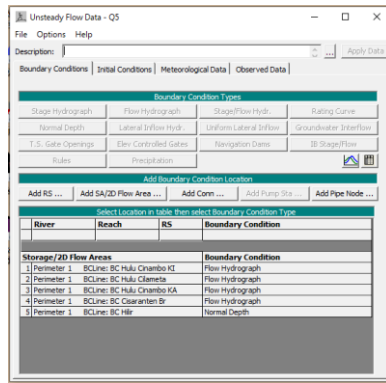 Unsteady Flow Data - Q5
File Options Help
Description: ... Apply Data
Boundary Conditions Initial Conditions Meteorological Data Observed Data
Boundary Condition Types
Stage Hydrograph Flow Hydrograph Stage/Flow Hydr. Rating Curve
Normal Depth Lateral Inflow Hydr. Uniform Lateral Inflow Groundwater Interflow
T.S. Gate Openings Elev Controlled Gates Navigation Dams IB Stage/Flow
Rules Precipitation
Add Boundary Condition Location
Add RS ... Add SA/2D Flow Area ... Add Conn ... Add Pump Sta ... Add Pipe Node ...
Select Location in table then select Boundary Condition Type
River Reach RS Boundary Condition
Storage/2D Flow Areas Boundary Condition
1 Perimeter 1 BCLine: BC Hulu Cinambo KI Flow Hydrograph
2 Perimeter 1 BCLine: BC Hulu Cilameta Flow Hydrograph
3 Perimeter 1 BCLine: BC Hulu Cinambo KA Flow Hydrograph
4 Perimeter 1 BCLine: BC Cisaranten Br Flow Hydrograph
5 Perimeter 1 BCLine: BC Hilir Normal Depth